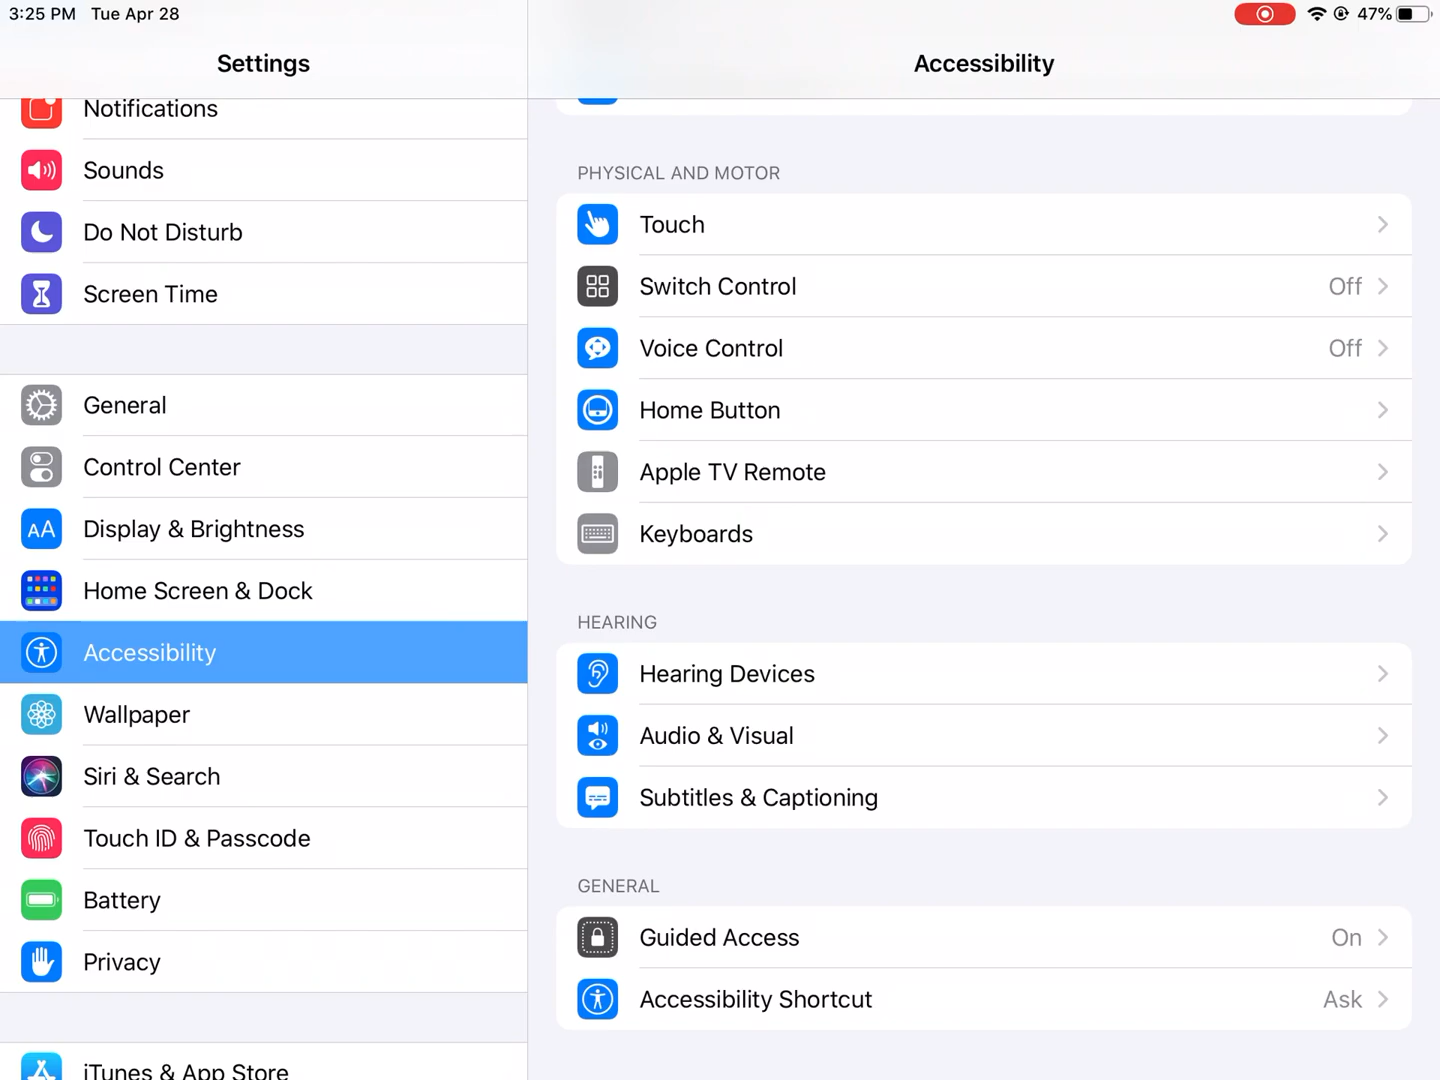 3:25 PM Tue Apr 28
47%
Settings
Accessibility
Notifications
Sounds
Do Not Disturb
Screen Time
General
Control Center
AA Display & Brightness
Home Screen & Dock
Accessibility
Wallpaper
Siri & Search
Touch ID & Passcode
Battery
Privacy
iTunes & App Store
PHYSICAL AND MOTOR
Touch
Switch Control Off
Voice Control Off
Home Button
Apple TV Remote
Keyboards
HEARING
Hearing Devices
Audio & Visual
Subtitles & Captioning
GENERAL
Guided Access On
Accessibility Shortcut Ask